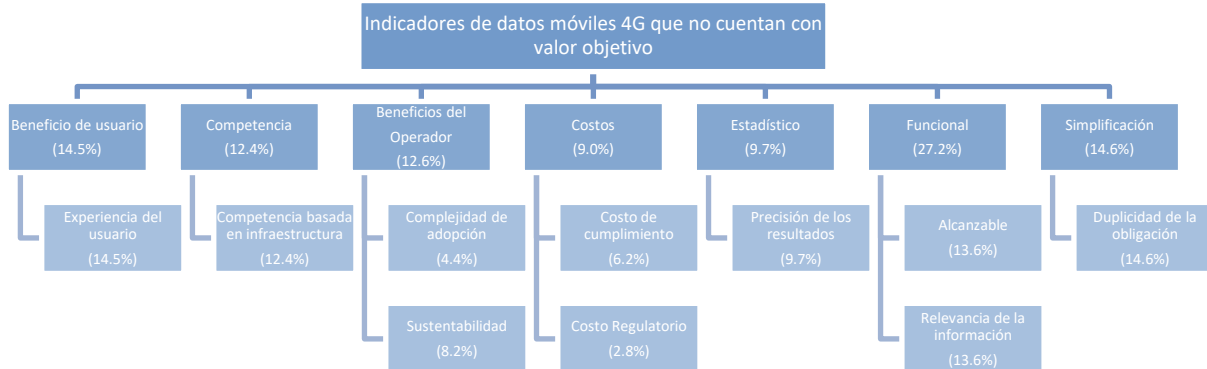 Indicadores de datos móviles 4G que no cuentan con
valor objetivo
Beneficio de usuario
(14.5%)
Competencia
(12.4%)
Beneficios del
Operador
(12.6%)
Costos
(9.0%)
Estadístico
(9.7%)
Funcional
(27.2%)
Simplificación
(14.6%)
Experiencia del
usuario
(14.5%)
Competencia basada
en infraestructura
(12.4%)
Complejidad de
adopción
(4.4%)
Costo de
cumplimiento
(6.2%)
Precisión de los
resultados
(9.7%)
Alcanzable
(13.6%)
Duplicidad de la
obligación
(14.6%)
Sustentabilidad
(8.2%)
Costo Regulatorio
(2.8%)
Relevancia de la
información
(13.6%)